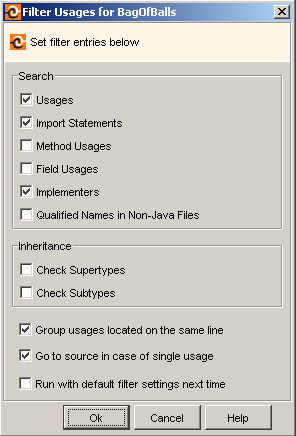 Filter Usages for BagOfBalls
Set filter entries below
Search
Usages
Import Statements
Method Usages
Field Usages
Implementers
Qualified Names in Non-Java Files
Inheritance
Check Supertypes
Check Subtypes
Group usages located on the same line
Go to source in case of single usage
Run with default filter settings next time
Ok
Cancel
Help